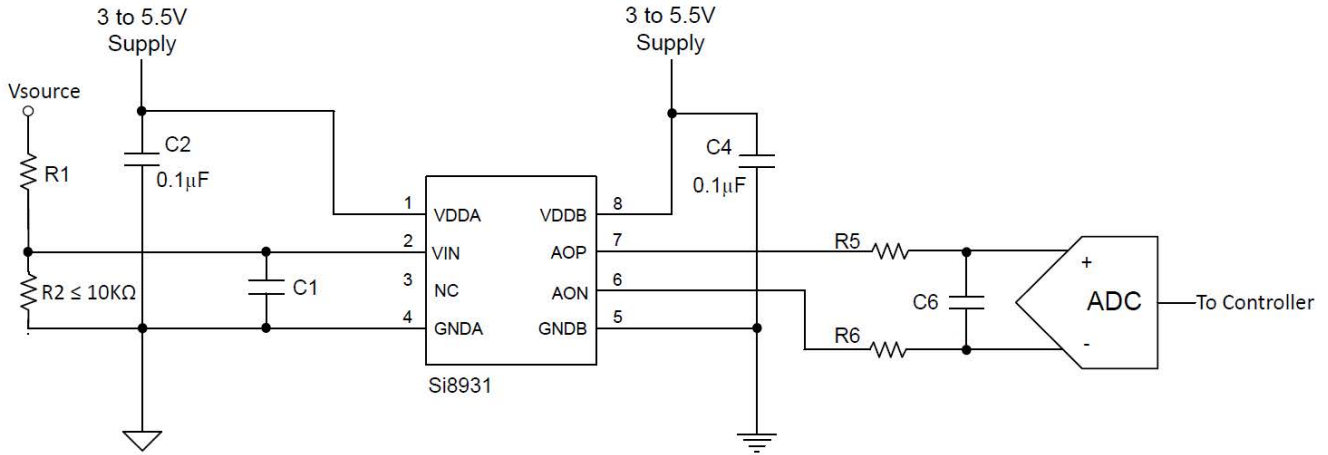 3 to 5.5V
Supply
3 to 5.5V
Supply
Vsource
R1
C2
0.1µF
C4
0.1µF
1
VDDA
VDDB
8
2
VIN
AOP
7
R5
3
NC
AON
6
R2 ≤ 10KΩ
C1
4
GNDA
GNDB
5
R6
C6
+
-
ADC
To Controller
Si8931